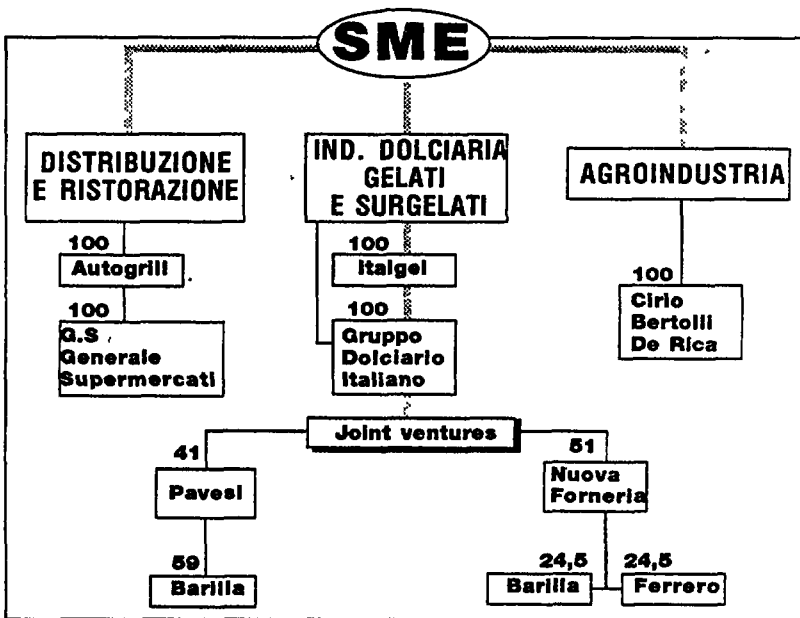 SME
DISTRIBUZIONE
E RISTORAZIONE
100
Autogrill
100
G.S
Generale
Supermercati
IND. DOLCIARIA
GELATI
E SURGELATI
100
Italgel
100
Gruppo
Dolciario
Italiano
AGROINDUSTRIA
100
Cirio
Bertolli
De Rica
Joint ventures
41
Pavesi
59
Barilla
51
Nuova
Forneria
24,5
Barilla
24,5
Ferrero